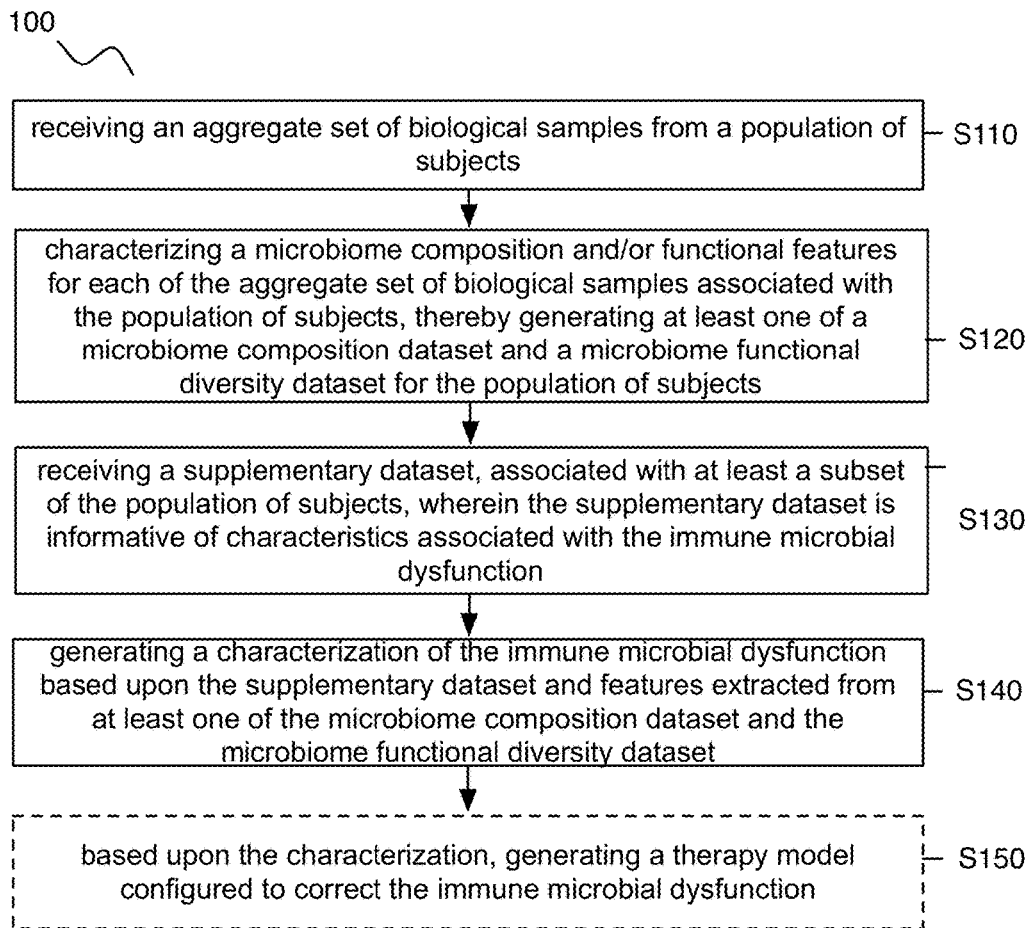 100
receiving an aggregate set of biological samples from a population of
subjects
S110
characterizing a microbiome composition and/or functional features
for each of the aggregate set of biological samples associated with
the population of subjects, thereby generating at least one of a
microbiome composition dataset and a microbiome functional
diversity dataset for the population of subjects
S120
receiving a supplementary dataset, associated with at least a subset
of the population of subjects, wherein the supplementary dataset is
informative of characteristics associated with the immune microbial
dysfunction
S130
generating a characterization of the immune microbial dysfunction
based upon the supplementary dataset and features extracted from
at least one of the microbiome composition dataset and the
microbiome functional diversity dataset
S140
based upon the characterization, generating a therapy model
configured to correct the immune microbial dysfunction
S150